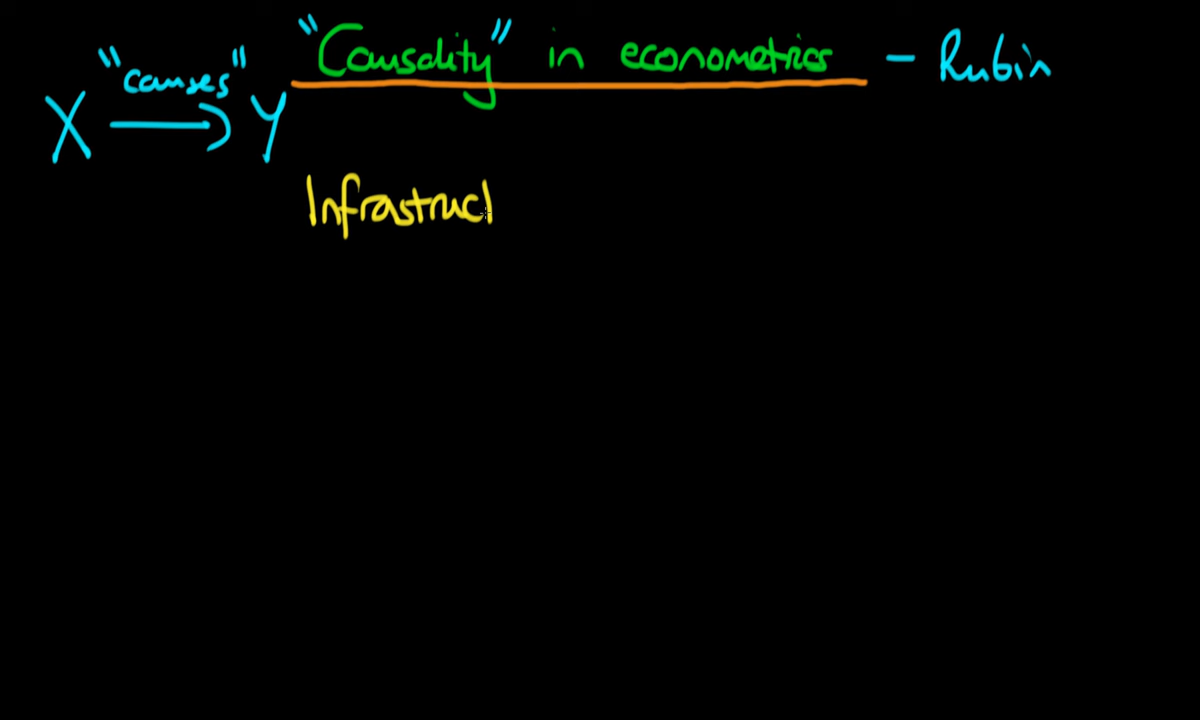 "Causality" in econometrics - Rubin
X "causes" → Y
Infrastruct